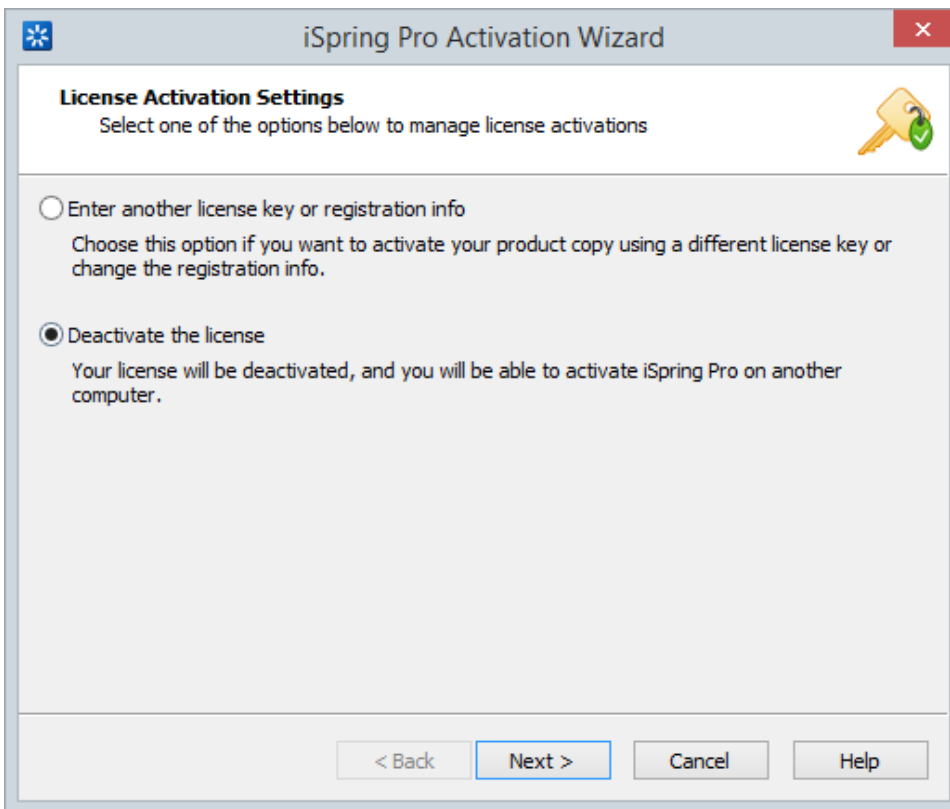 iSpring Pro Activation Wizard
License Activation Settings
Select one of the options below to manage license activations
Enter another license key or registration info
Choose this option if you want to activate your product copy using a different license key or
change the registration info.
Deactivate the license
Your license will be deactivated, and you will be able to activate iSpring Pro on another
computer.
< Back Next > Cancel Help